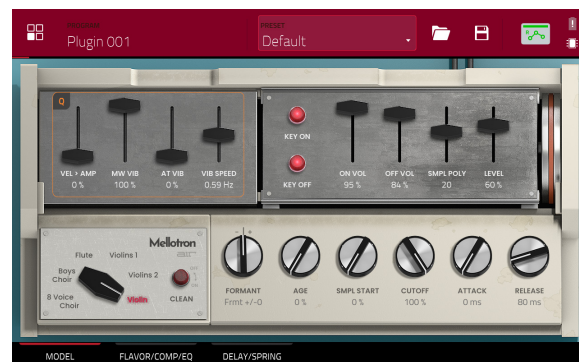 Plugin 001
PRESET
Default
Q
VEL > AMP
0 %
MW VIB
100 %
AT VIB
0 %
VIB SPEED
0.59 Hz
KEY ON
KEY OFF
ON VOL
95 %
OFF VOL
84 %
SMPL POLY
20
LEVEL
60 %
Mellotron
Flute
Violins 1
Boys
Choir
Violins 2
8 Voice
Choir
Violin
CLEAN
FORMANT
Frmt +/-0
AGE
0 %
SMPL START
0 %
CUTOFF
100 %
ATTACK
0 ms
RELEASE
80 ms
MODEL
FLAVOR/COMP/EQ
DELAY/SPRING